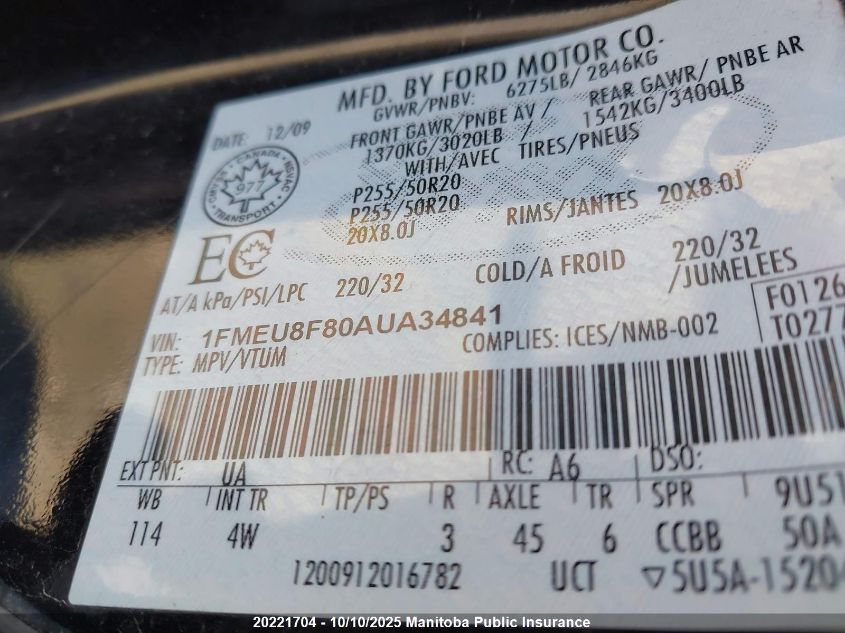 MFD. BY FORD MOTOR CO.
DATE: 12/09
GVWR/PNBV: 6275LB/ 2846KG
FRONT GAWR/PNBE AV / REAR GAWR/ PNBE AR
1370KG/3020LB / 1542KG/3400LB
WITH/AVEC TIRES/PNEUS
P255/50R20
P255/50R20
20X8.0J RIMS/JANTES 20X8.0J
CANADA
977
TRANSPORT
EC
AT/A kPa/PSI/LPC 220/32 COLD/A FROID 220/32
/JUMELEES
VIN: 1FMEU8F80AUA34841
F0126
TYPE: MPV/VTUM COMPLIES: ICES/NMB-002
T0277
EXT PNT: UA RC: A6 DSO:
WB INT TR TP/PS R AXLE TR SPR 9U51
114 4W 3 45 6 CCBB 50A
1200912016782 UCT ▽5U5A-1520
20221704 - 10/10/2025 Manitoba Public Insurance